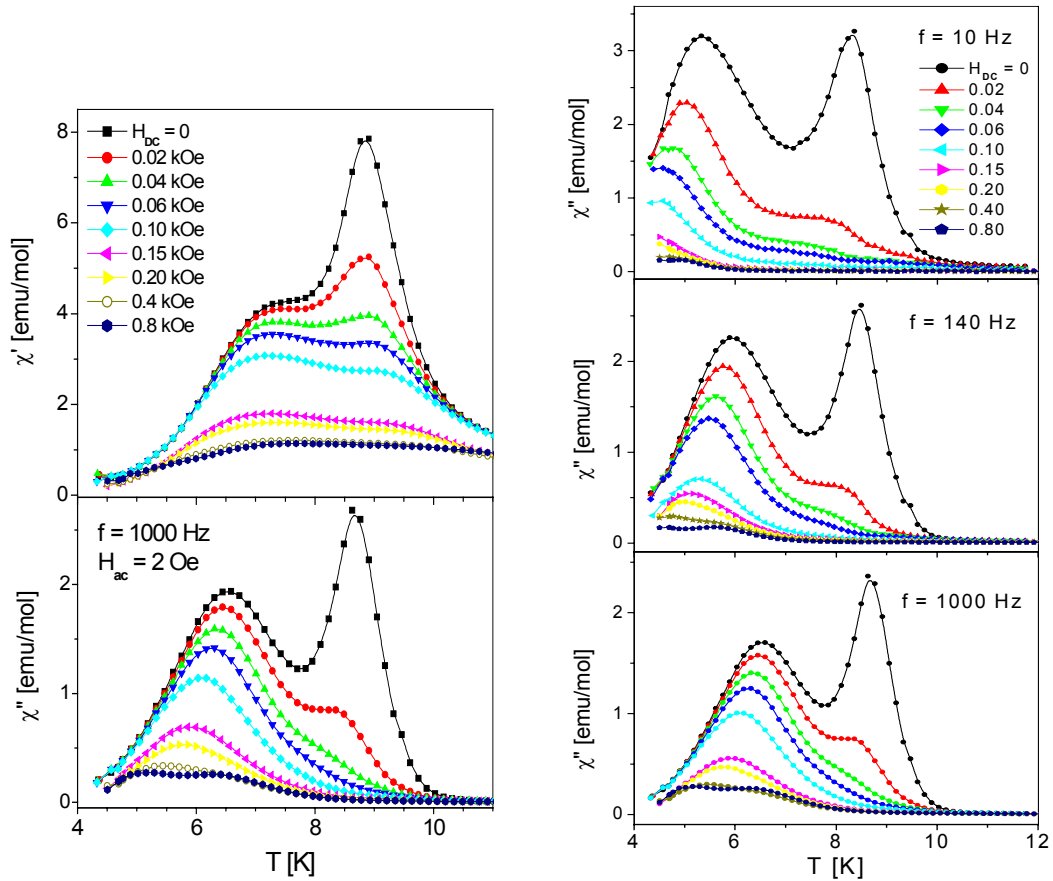 8
6
4
2
0
χ' [emu/mol]
H_DC = 0
0.02 kOe
0.04 kOe
0.06 kOe
0.10 kOe
0.15 kOe
0.20 kOe
0.4 kOe
0.8 kOe
f = 1000 Hz
H_ac = 2 Oe
2
1
0
χ" [emu/mol]
4 6 8 10
T [K]
f = 10 Hz
H_DC = 0
0.02
0.04
0.06
0.10
0.15
0.20
0.40
0.80
3
2
1
0
χ" [emu/mol]
f = 140 Hz
2
1
0
χ" [emu/mol]
f = 1000 Hz
2
1
0
χ" [emu/mol]
4 6 8 10 12
T [K]